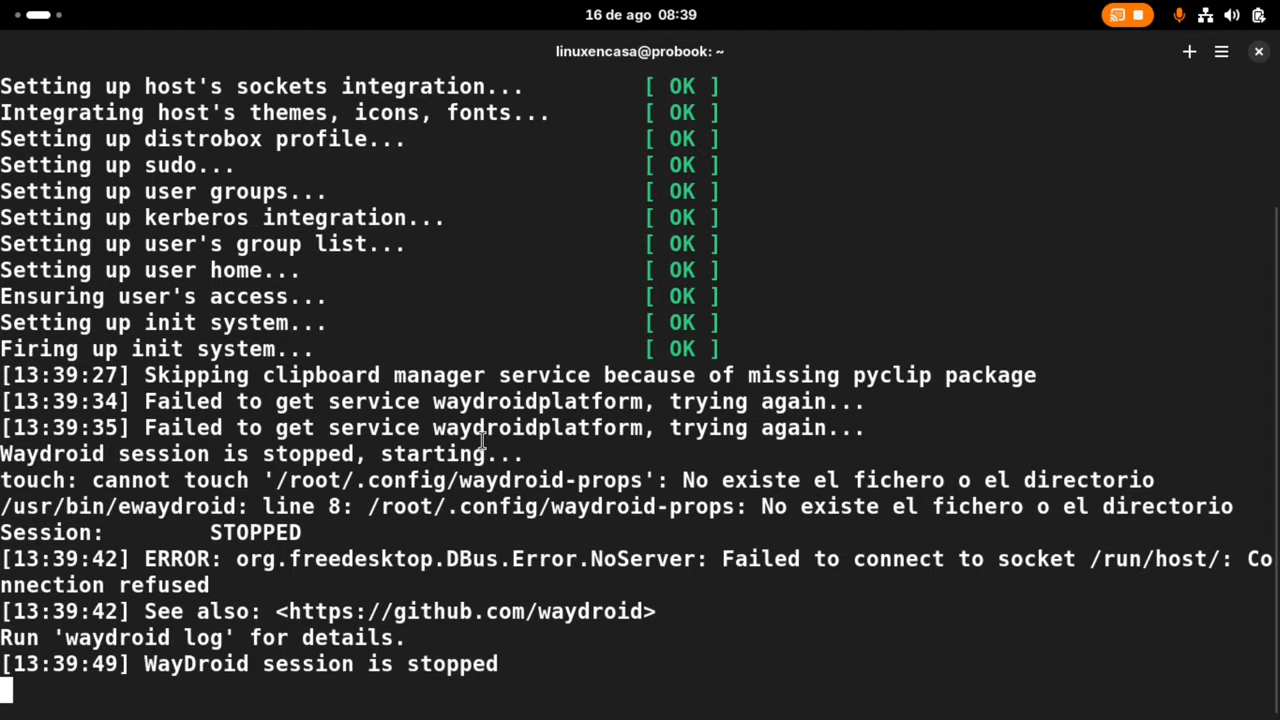 16 de ago 08:39
linuxencasa@probook: ~
Setting up host's sockets integration... [ OK ]
Integrating host's themes, icons, fonts... [ OK ]
Setting up distrobox profile... [ OK ]
Setting up sudo... [ OK ]
Setting up user groups... [ OK ]
Setting up kerberos integration... [ OK ]
Setting up user's group list... [ OK ]
Setting up user home... [ OK ]
Ensuring user's access... [ OK ]
Setting up init system... [ OK ]
Firing up init system... [ OK ]
[13:39:27] Skipping clipboard manager service because of missing pyclip package
[13:39:34] Failed to get service waydroidplatform, trying again...
[13:39:35] Failed to get service waydroidplatform, trying again...
Waydroid session is stopped, starting...
touch: cannot touch '/root/.config/waydroid-props': No existe el fichero o el directorio
/usr/bin/ewaydroid: line 8: /root/.config/waydroid-props: No existe el fichero o el directorio
Session: STOPPED
[13:39:42] ERROR: org.freedesktop.DBus.Error.NoServer: Failed to connect to socket /run/host/: Co
nnection refused
[13:39:42] See also: <https://github.com/waydroid>
Run 'waydroid log' for details.
[13:39:49] WayDroid session is stopped